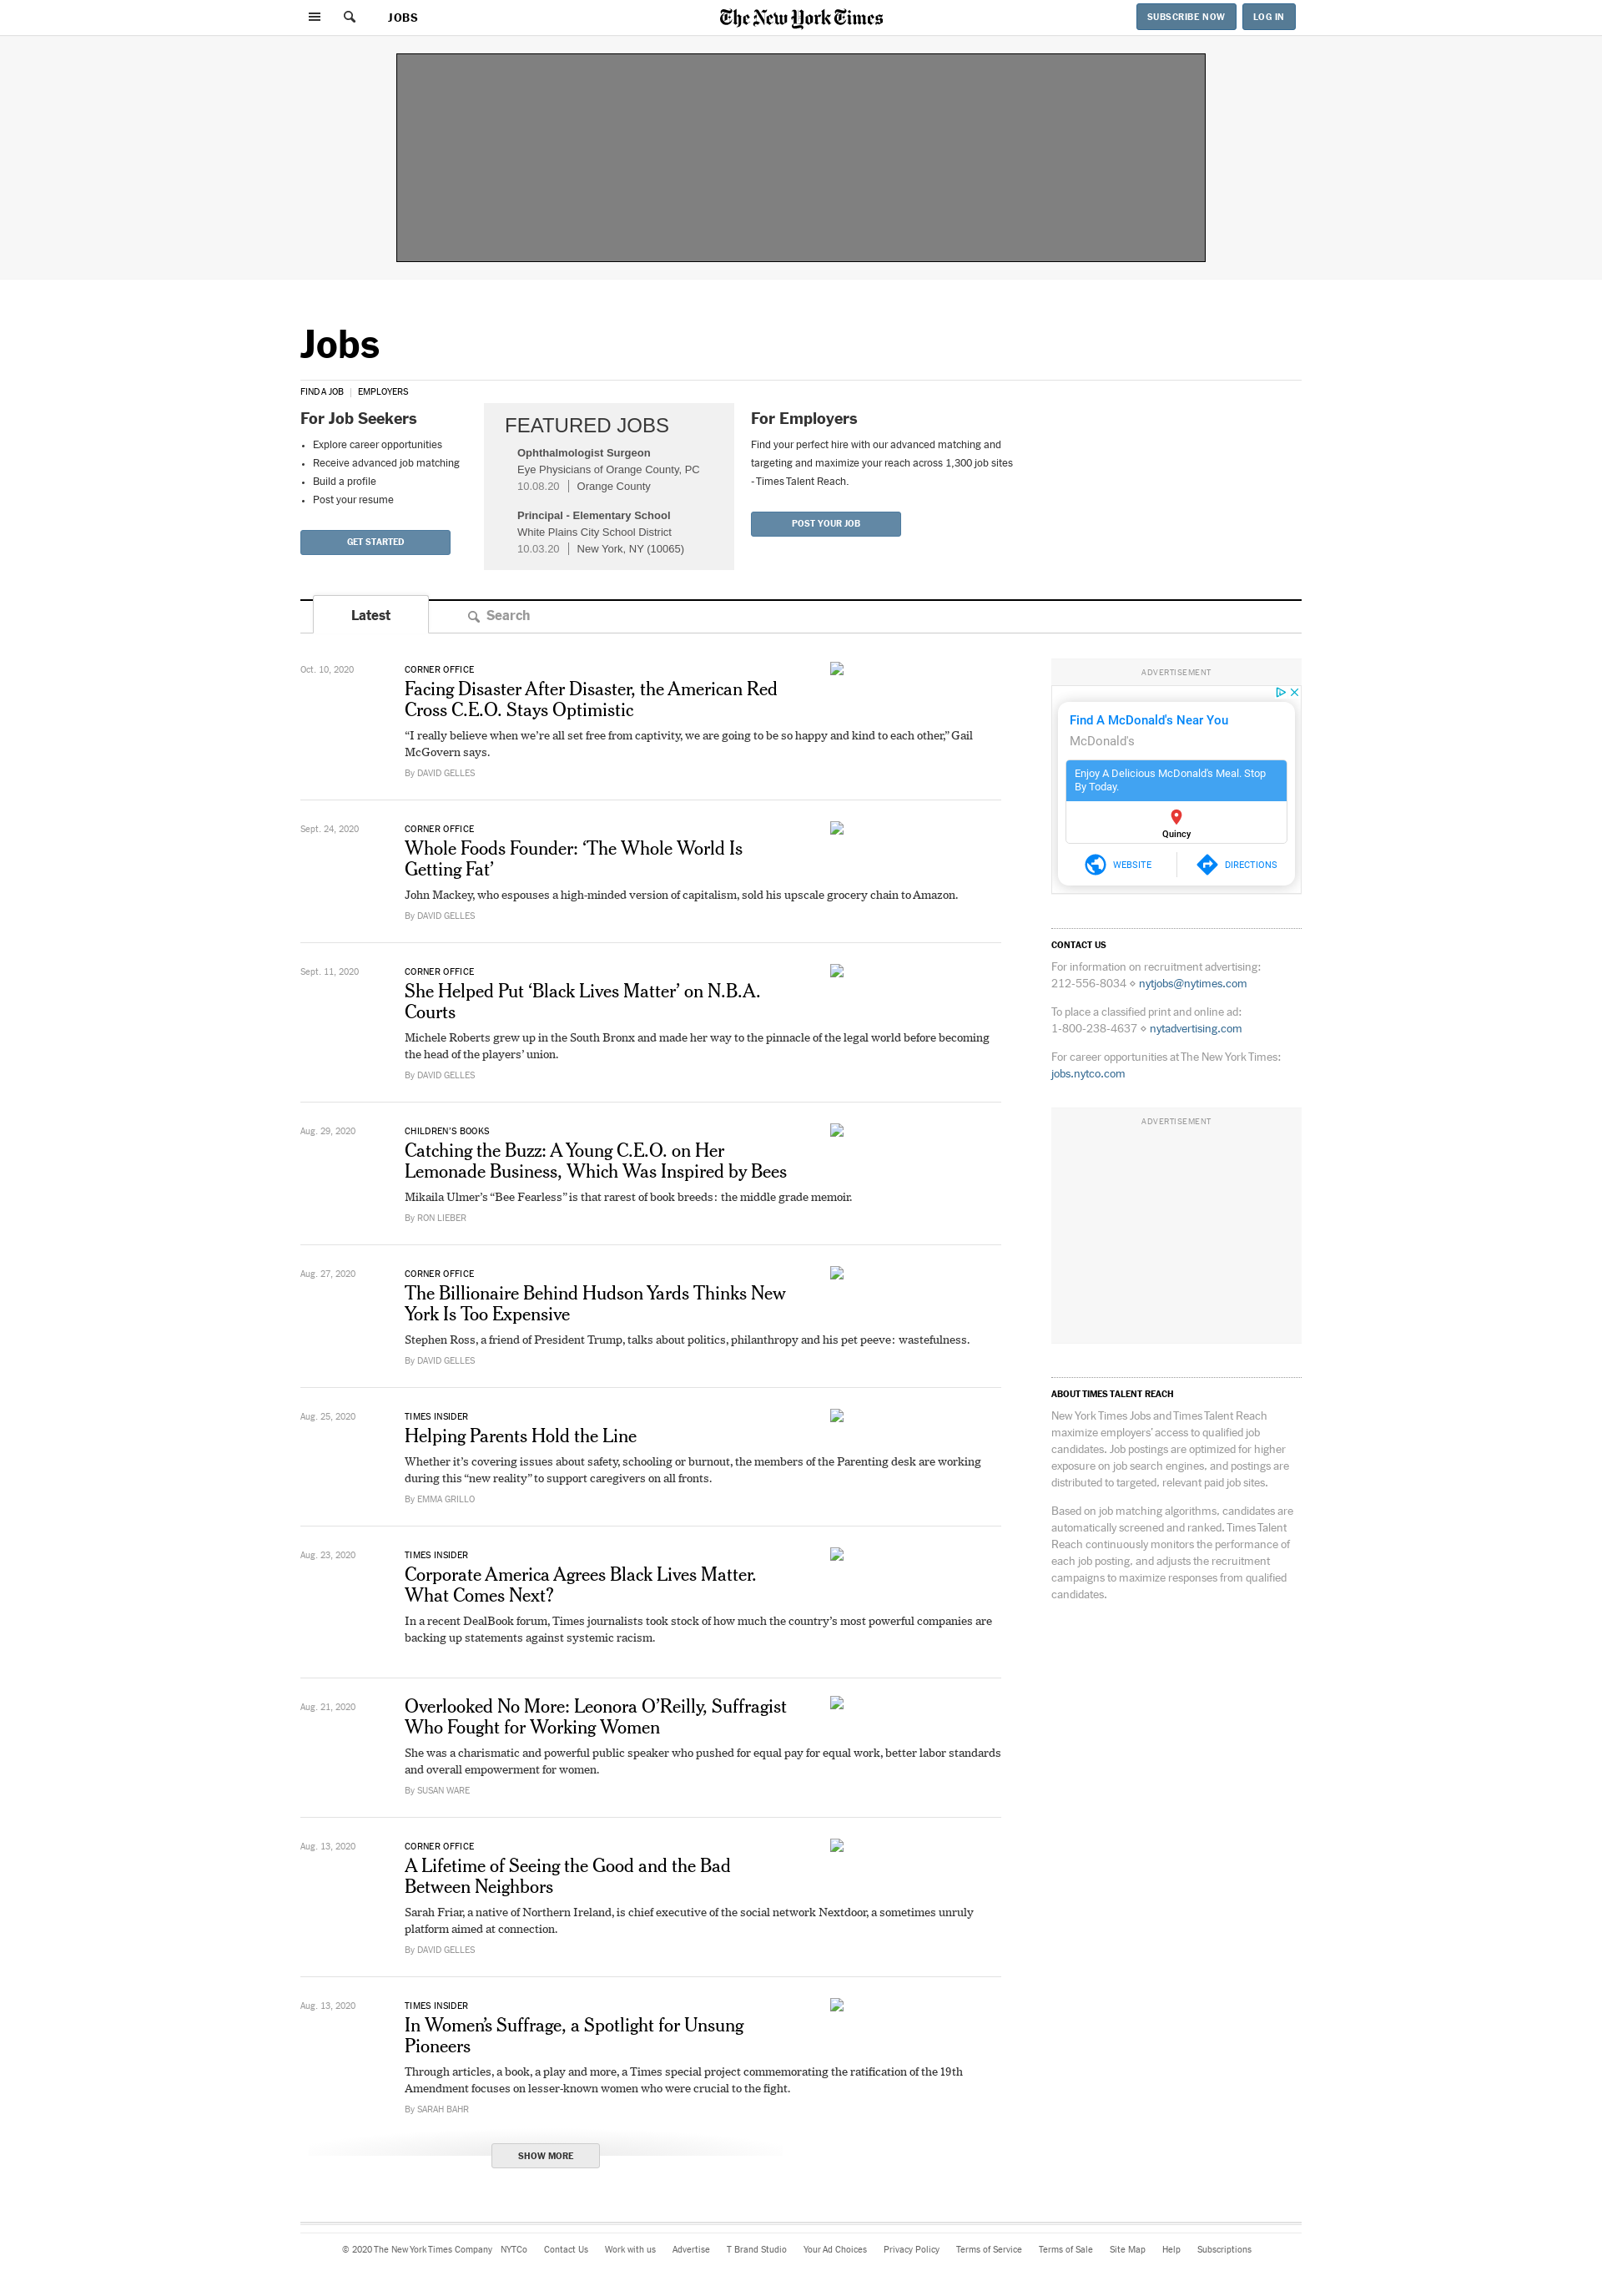 JOBS
The New York Times
SUBSCRIBE NOW
LOG IN
Jobs
FIND A JOB | EMPLOYERS
For Job Seekers
• Explore career opportunities
• Receive advanced job matching
• Build a profile
• Post your resume
GET STARTED
FEATURED JOBS
Ophthalmologist Surgeon
Eye Physicians of Orange County, PC
10.08.20 | Orange County
Principal - Elementary School
White Plains City School District
10.03.20 | New York, NY (10065)
For Employers
Find your perfect hire with our advanced matching and
targeting and maximize your reach across 1,300 job sites
- Times Talent Reach.
POST YOUR JOB
Latest
Search
Oct. 10, 2020
CORNER OFFICE
Facing Disaster After Disaster, the American Red
Cross C.E.O. Stays Optimistic
“I really believe when we’re all set free from captivity, we are going to be so happy and kind to each other,” Gail
McGovern says.
By DAVID GELLES
Sept. 24, 2020
CORNER OFFICE
Whole Foods Founder: ‘The Whole World Is
Getting Fat’
John Mackey, who espouses a high-minded version of capitalism, sold his upscale grocery chain to Amazon.
By DAVID GELLES
Sept. 11, 2020
CORNER OFFICE
She Helped Put ‘Black Lives Matter’ on N.B.A.
Courts
Michele Roberts grew up in the South Bronx and made her way to the pinnacle of the legal world before becoming
the head of the players’ union.
By DAVID GELLES
Aug. 29, 2020
CHILDREN’S BOOKS
Catching the Buzz: A Young C.E.O. on Her
Lemonade Business, Which Was Inspired by Bees
Mikaila Ulmer’s “Bee Fearless” is that rarest of book breeds: the middle grade memoir.
By RON LIEBER
Aug. 27, 2020
CORNER OFFICE
The Billionaire Behind Hudson Yards Thinks New
York Is Too Expensive
Stephen Ross, a friend of President Trump, talks about politics, philanthropy and his pet peeve: wastefulness.
By DAVID GELLES
Aug. 25, 2020
TIMES INSIDER
Helping Parents Hold the Line
Whether it’s covering issues about safety, schooling or burnout, the members of the Parenting desk are working
during this “new reality” to support caregivers on all fronts.
By EMMA GRILLO
Aug. 23, 2020
TIMES INSIDER
Corporate America Agrees Black Lives Matter.
What Comes Next?
In a recent DealBook forum, Times journalists took stock of how much the country’s most powerful companies are
backing up statements against systemic racism.
Aug. 21, 2020
Overlooked No More: Leonora O’Reilly, Suffragist
Who Fought for Working Women
She was a charismatic and powerful public speaker who pushed for equal pay for equal work, better labor standards
and overall empowerment for women.
By SUSAN WARE
Aug. 13, 2020
CORNER OFFICE
A Lifetime of Seeing the Good and the Bad
Between Neighbors
Sarah Friar, a native of Northern Ireland, is chief executive of the social network Nextdoor, a sometimes unruly
platform aimed at connection.
By DAVID GELLES
Aug. 13, 2020
TIMES INSIDER
In Women’s Suffrage, a Spotlight for Unsung
Pioneers
Through articles, a book, a play and more, a Times special project commemorating the ratification of the 19th
Amendment focuses on lesser-known women who were crucial to the fight.
By SARAH BAHR
SHOW MORE
ADVERTISEMENT
Find A McDonald's Near You
McDonald's
Enjoy A Delicious McDonald's Meal. Stop
By Today.
Quincy
WEBSITE
DIRECTIONS
CONTACT US
For information on recruitment advertising:
212-556-8034 ⋄ nytjobs@nytimes.com
To place a classified print and online ad:
1-800-238-4637 ⋄ nytadvertising.com
For career opportunities at The New York Times:
jobs.nytco.com
ADVERTISEMENT
ABOUT TIMES TALENT REACH
New York Times Jobs and Times Talent Reach
maximize employers’ access to qualified job
candidates. Job postings are optimized for higher
exposure on job search engines, and postings are
distributed to targeted, relevant paid job sites.
Based on job matching algorithms, candidates are
automatically screened and ranked. Times Talent
Reach continuously monitors the performance of
each job posting, and adjusts the recruitment
campaigns to maximize responses from qualified
candidates.
© 2020 The New York Times Company NYTCo Contact Us Work with us Advertise T Brand Studio Your Ad Choices Privacy Policy Terms of Service Terms of Sale Site Map Help Subscriptions